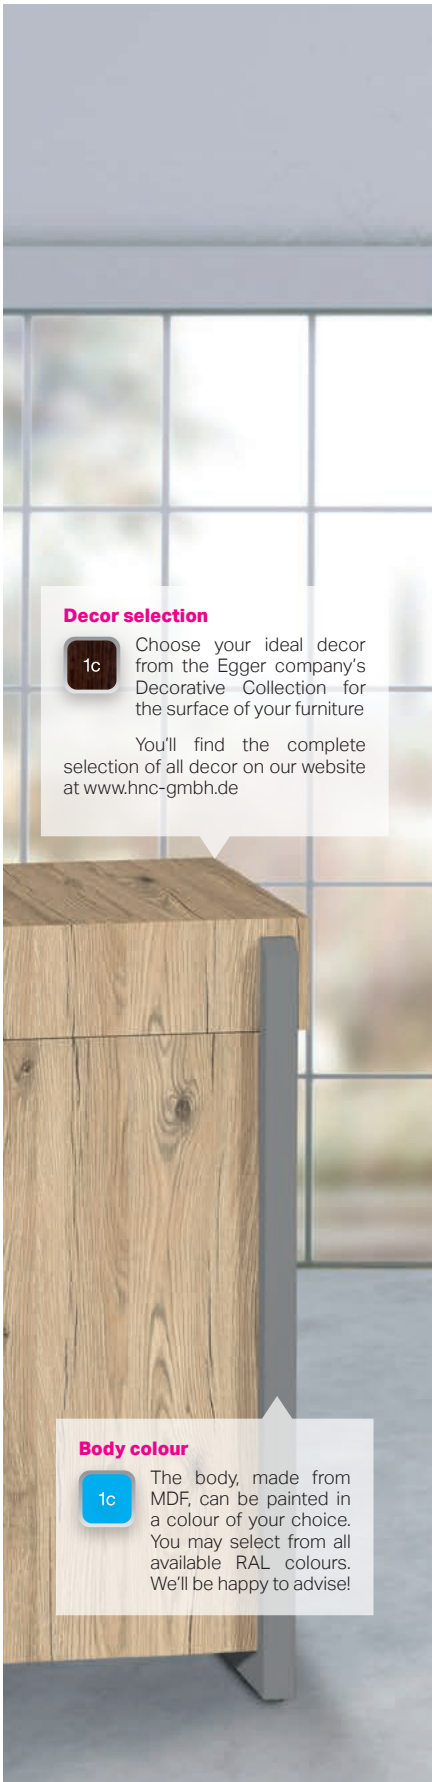 Decor selection
1c
Choose your ideal decor
from the Egger company's
Decorative Collection for
the surface of your furniture
You'll find the complete
selection of all decor on our website
at www.hnc-gmbh.de
Body colour
1c
The body, made from
MDF, can be painted in
a colour of your choice.
You may select from all
available RAL colours.
We'll be happy to advise!